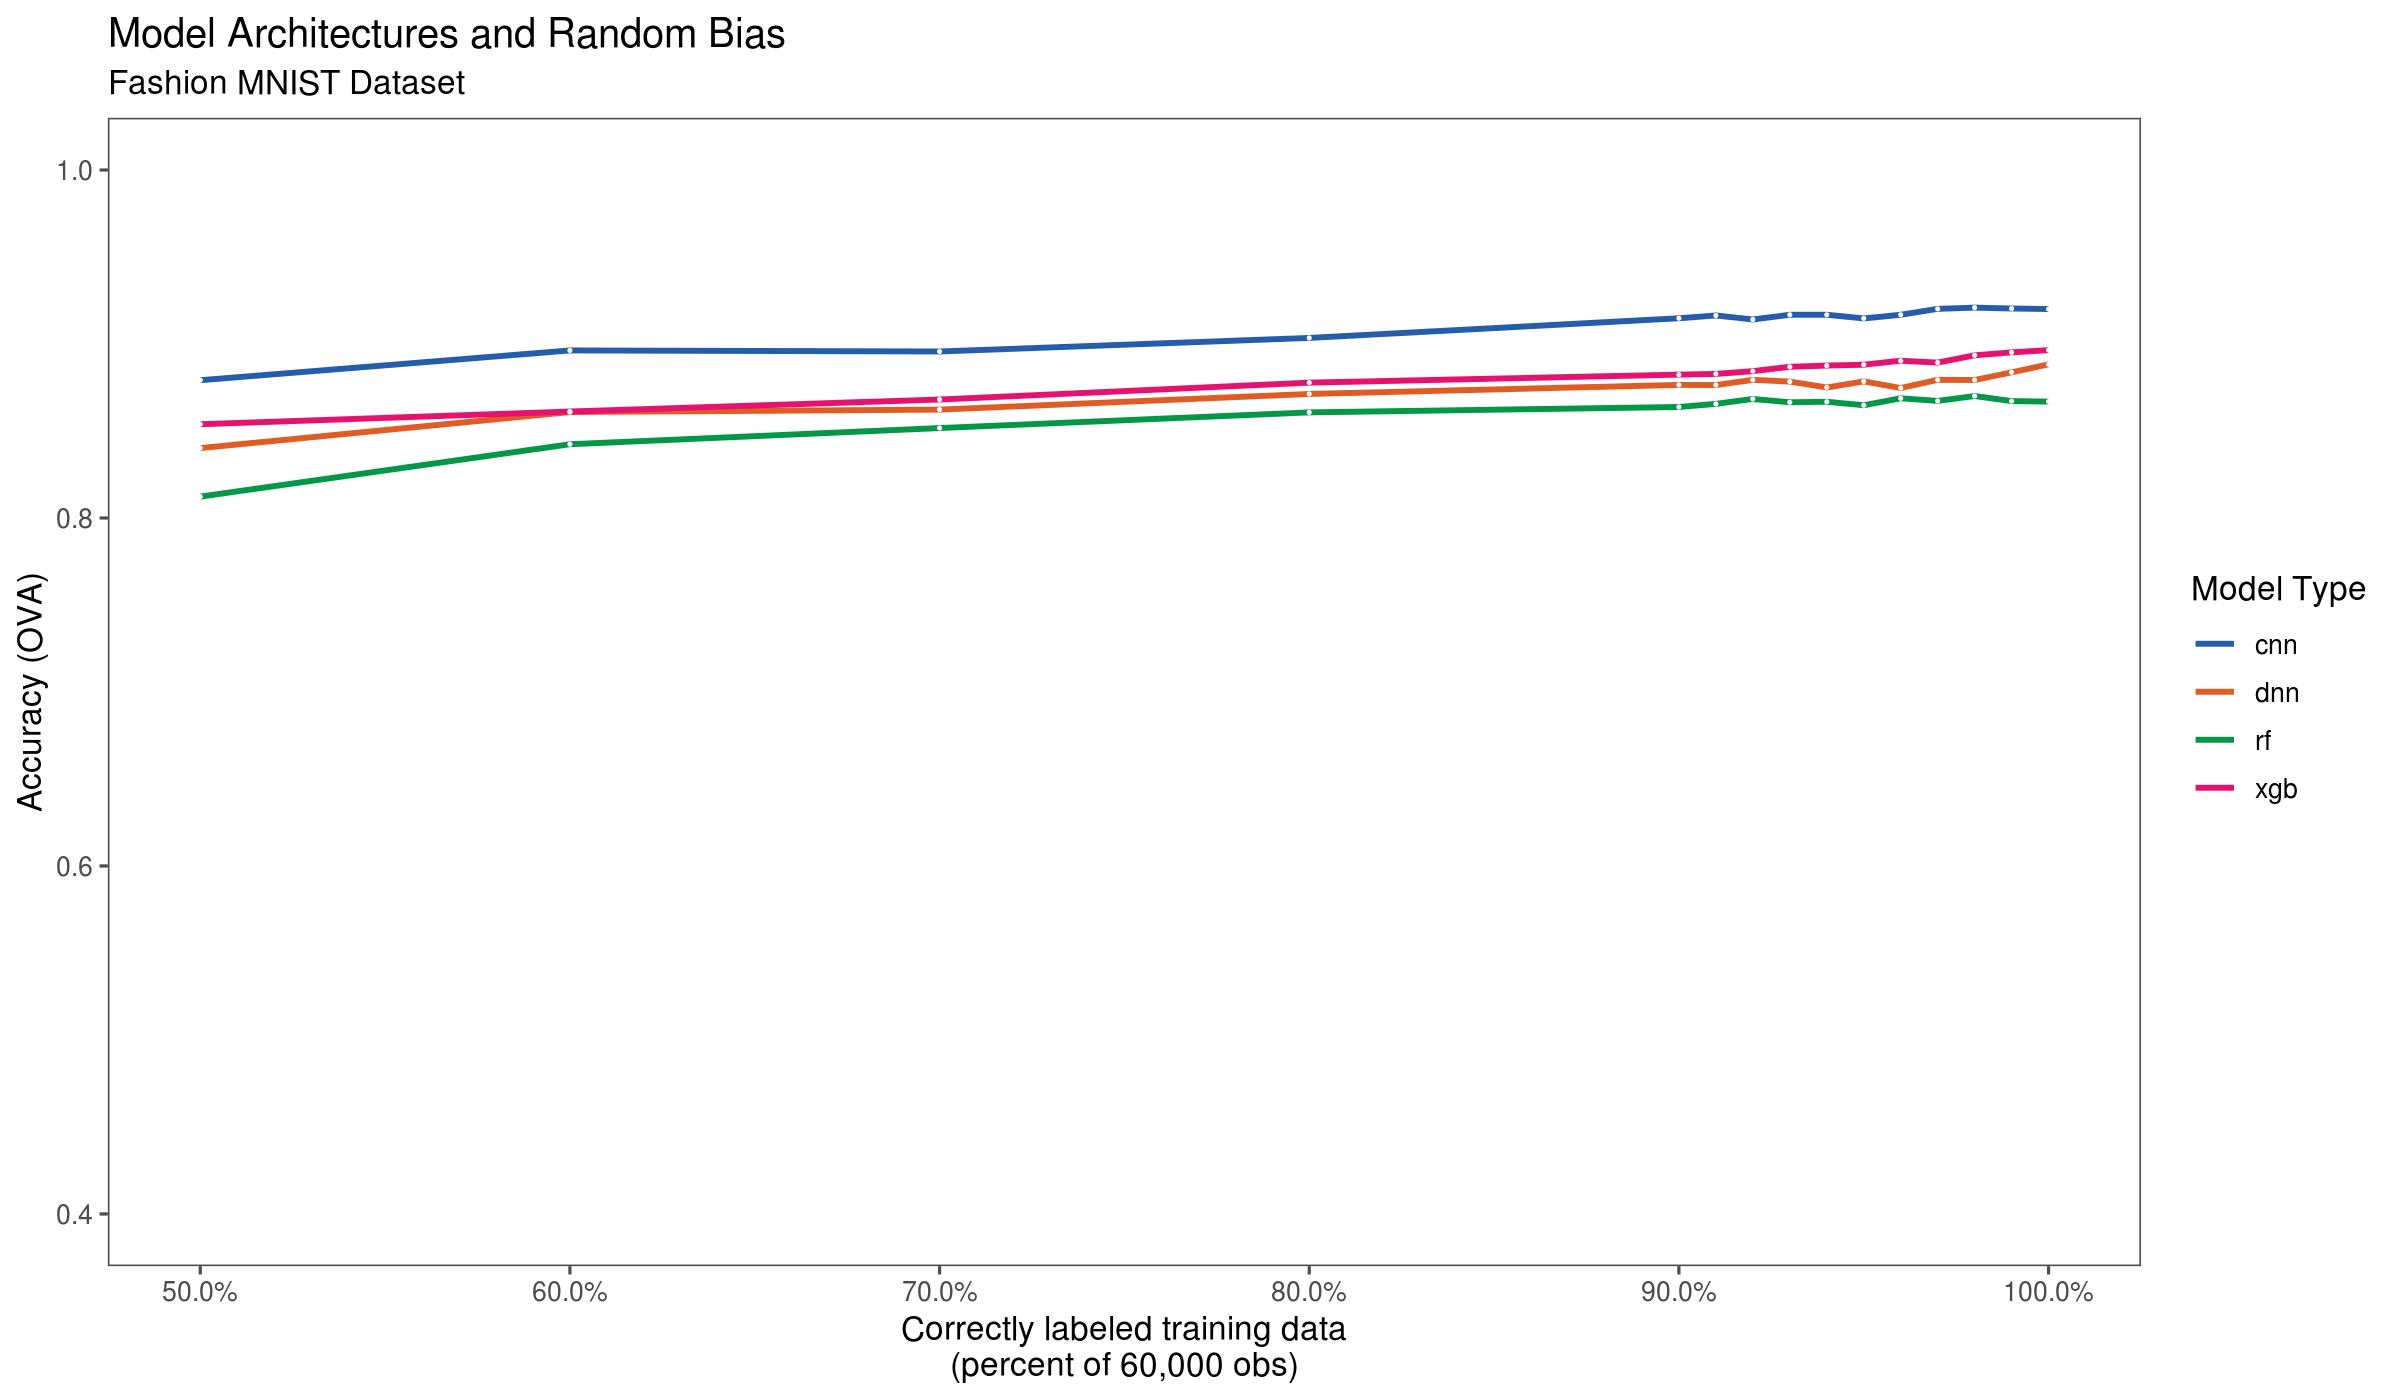 Model Architectures and Random Bias
Fashion MNIST Dataset
1.0
0.8
0.6
0.4
Accuracy (OVA)
50.0%
60.0%
70.0%
80.0%
90.0%
100.0%
Correctly labeled training data
(percent of 60,000 obs)
Model Type
cnn
dnn
rf
xgb